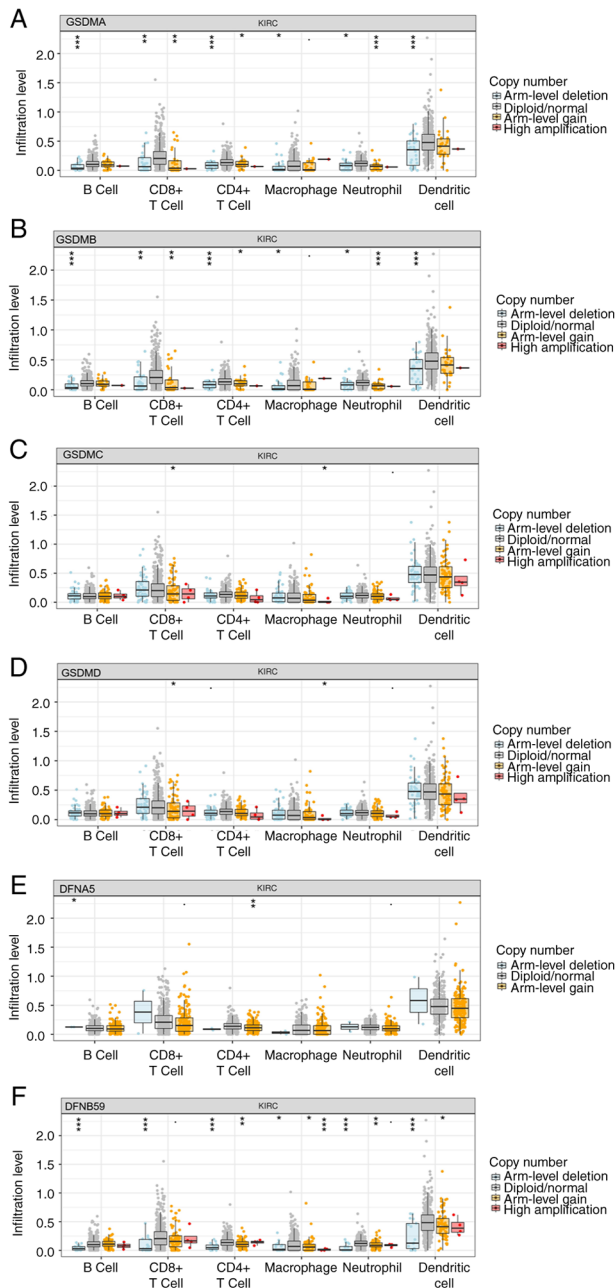 A
GSDMA
KIRC
*** ** ** *** * * . * *** ***
2.0
1.5
1.0
0.5
0.0
Infiltration level
B Cell CD8+ T Cell CD4+ T Cell Macrophage Neutrophil Dendritic cell
Copy number
Arm-level deletion
Diploid/normal
Arm-level gain
High amplification
B
GSDMB
KIRC
*** ** ** *** * * . * *** ***
2.0
1.5
1.0
0.5
0.0
Infiltration level
B Cell CD8+ T Cell CD4+ T Cell Macrophage Neutrophil Dendritic cell
Copy number
Arm-level deletion
Diploid/normal
Arm-level gain
High amplification
C
GSDMC
KIRC
* * .
2.0
1.5
1.0
0.5
0.0
Infiltration level
B Cell CD8+ T Cell CD4+ T Cell Macrophage Neutrophil Dendritic cell
Copy number
Arm-level deletion
Diploid/normal
Arm-level gain
High amplification
D
GSDMD
KIRC
* . * .
2.0
1.5
1.0
0.5
0.0
Infiltration level
B Cell CD8+ T Cell CD4+ T Cell Macrophage Neutrophil Dendritic cell
Copy number
Arm-level deletion
Diploid/normal
Arm-level gain
High amplification
E
DFNA5
KIRC
* . ** .
2.0
1.5
1.0
0.5
0.0
Infiltration level
B Cell CD8+ T Cell CD4+ T Cell Macrophage Neutrophil Dendritic cell
Copy number
Arm-level deletion
Diploid/normal
Arm-level gain
F
DFNB59
KIRC
*** *** . *** ** * * *** *** ** . *** *
2.0
1.5
1.0
0.5
0.0
Infiltration level
B Cell CD8+ T Cell CD4+ T Cell Macrophage Neutrophil Dendritic cell
Copy number
Arm-level deletion
Diploid/normal
Arm-level gain
High amplification